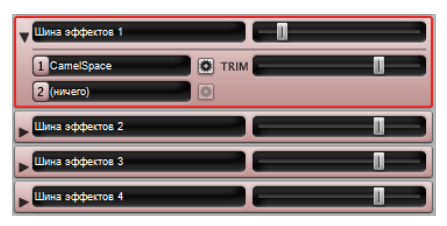 Шина эффектов 1
1 CamelSpace TRIM
2 (ничего)
Шина эффектов 2
Шина эффектов 3
Шина эффектов 4